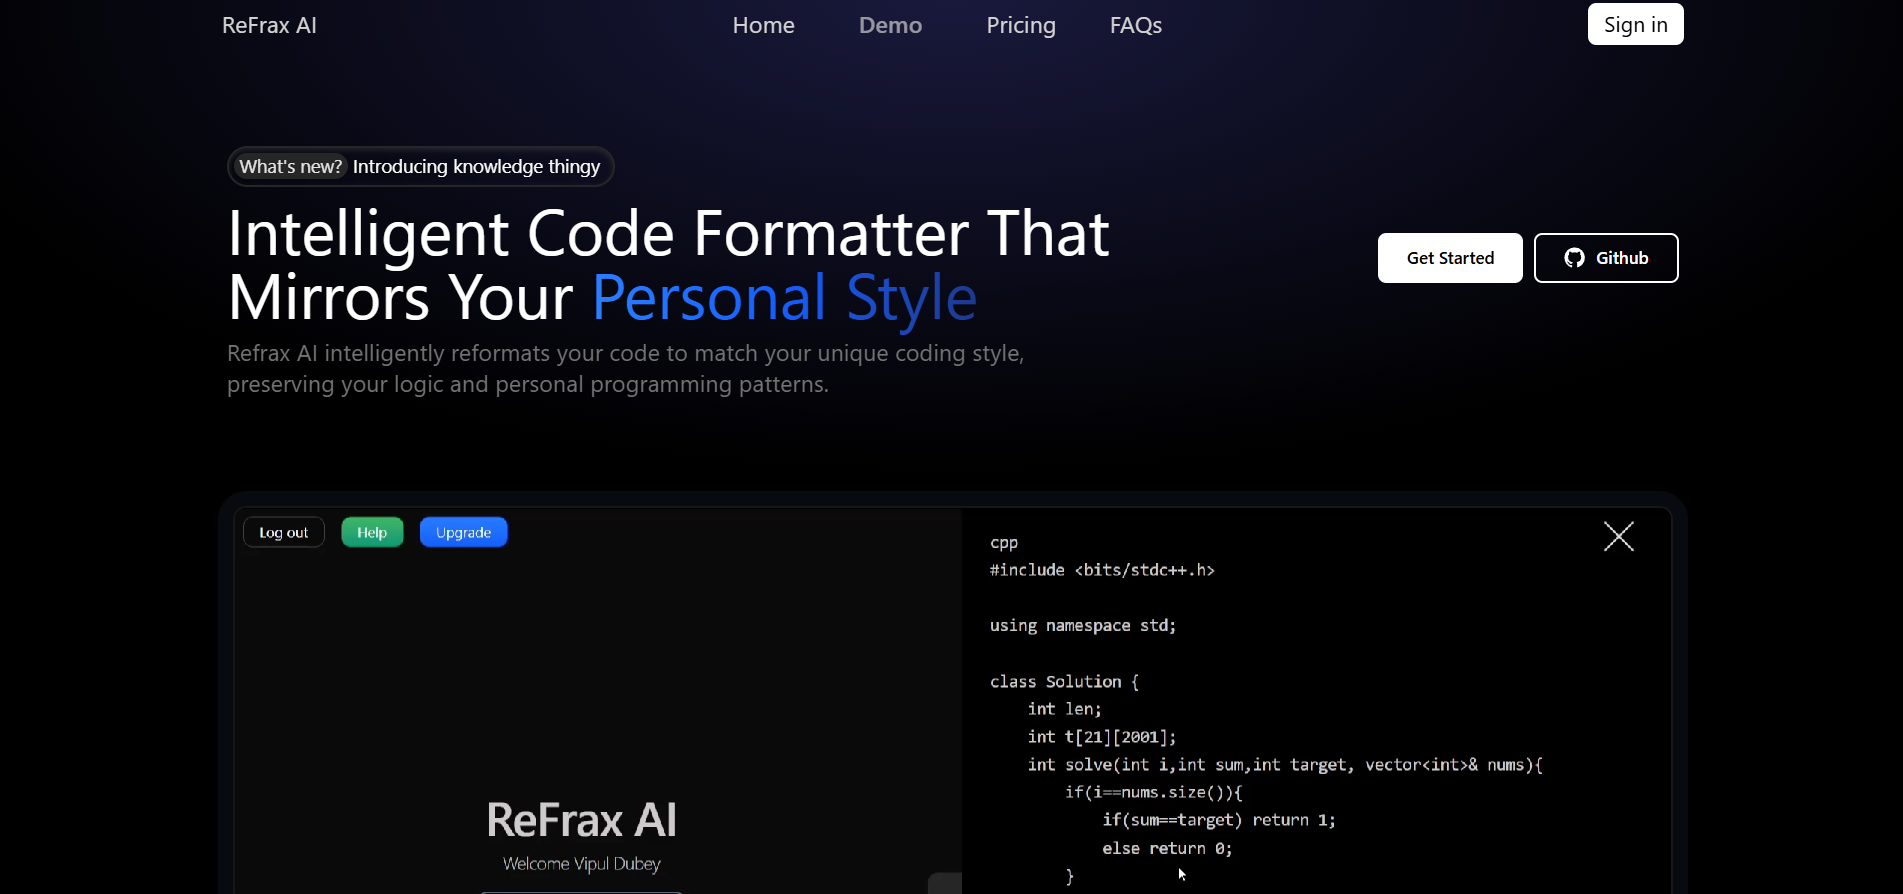 ReFrax AI
Home Demo Pricing FAQs
Sign in
What's new? Introducing knowledge thingy
Intelligent Code Formatter That
Mirrors Your Personal Style
Refrax AI intelligently reformats your code to match your unique coding style,
preserving your logic and personal programming patterns.
Get Started
Github
Log out Help Upgrade
ReFrax AI
Welcome Vipul Dubey
cpp
#include <bits/stdc++.h>
using namespace std;
class Solution {
int len;
int t[21][2001];
int solve(int i,int sum,int target, vector<int>& nums){
if(i==nums.size()){
if(sum==target) return 1;
else return 0;
}